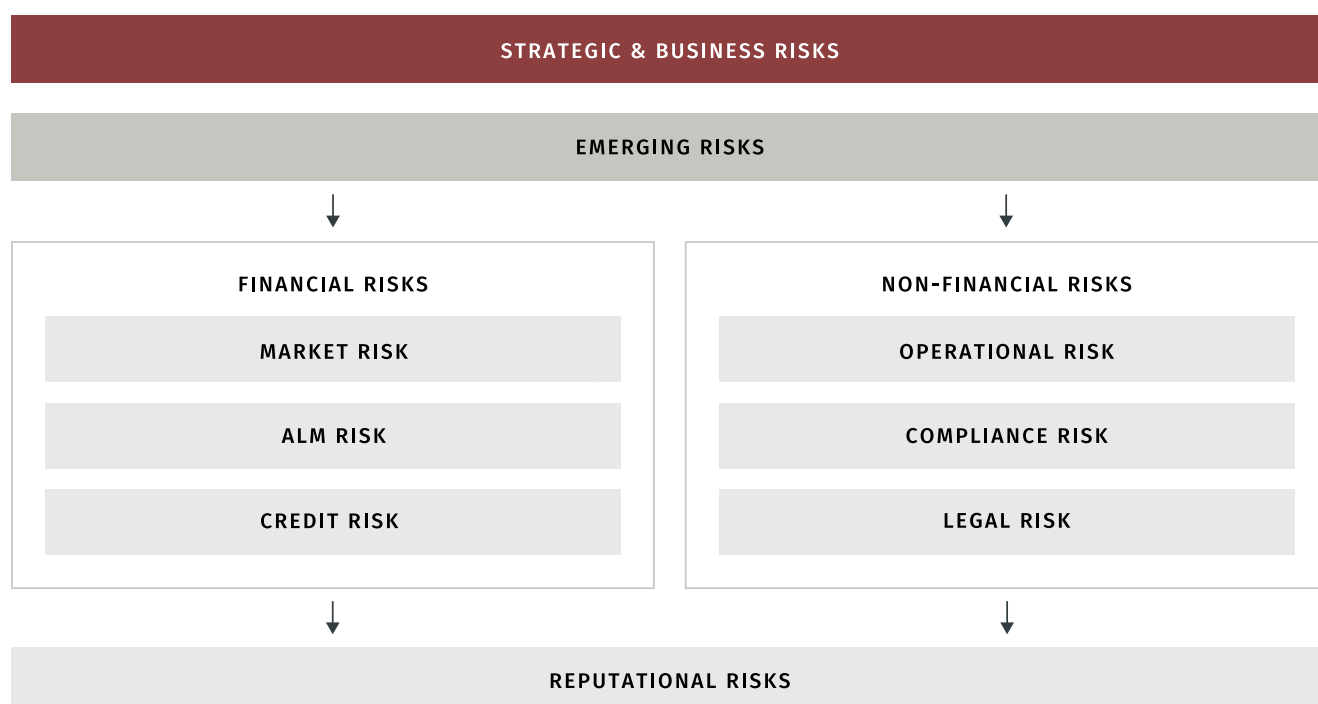 STRATEGIC & BUSINESS RISKS
EMERGING RISKS
FINANCIAL RISKS
MARKET RISK
ALM RISK
CREDIT RISK
NON-FINANCIAL RISKS
OPERATIONAL RISK
COMPLIANCE RISK
LEGAL RISK
REPUTATIONAL RISKS